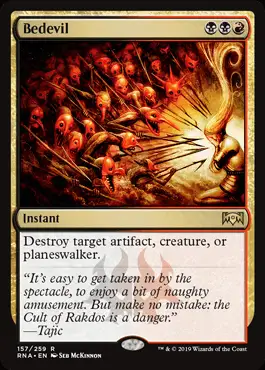 Bedevil
Instant
Destroy target artifact, creature, or
planeswalker.
“It’s easy to get taken in by the
spectacle, to enjoy a bit of naughty
amusement. But make no mistake: the
Cult of Rakdos is a danger.”
—Tajic
157/259 R
RNA • EN Seb McKinnon
™ & © 2019 Wizards of the Coast